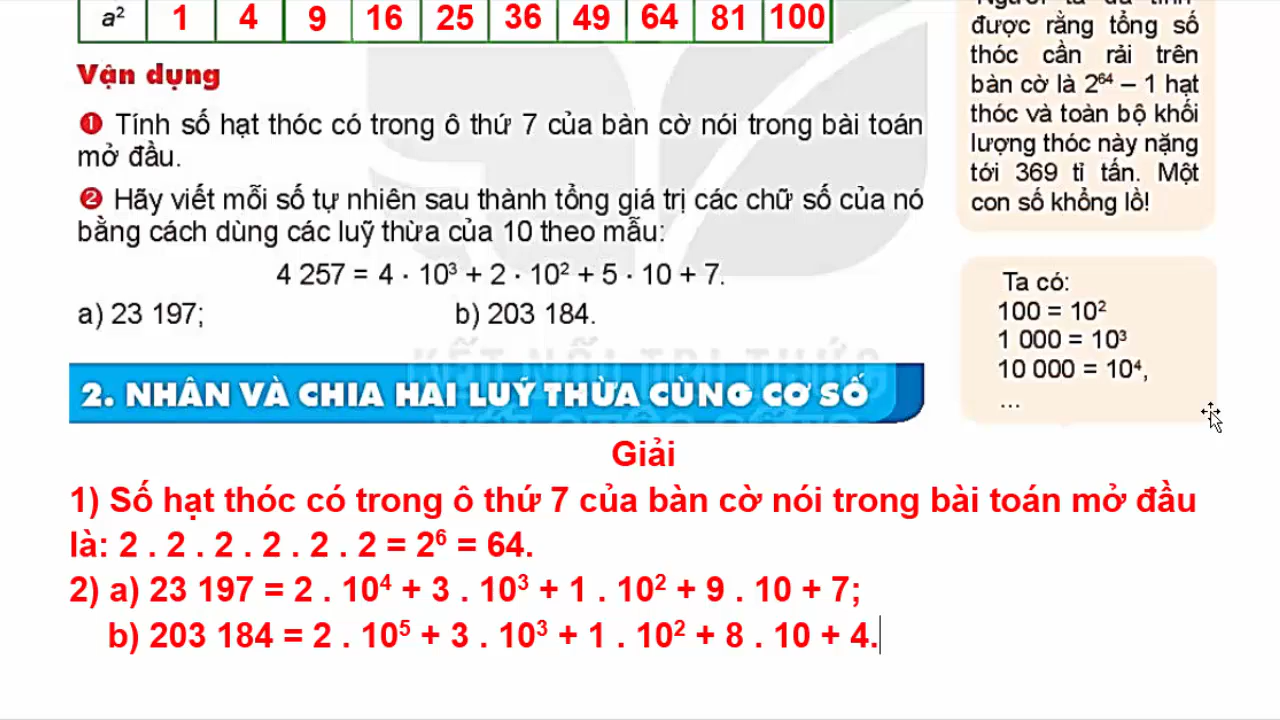 a² 1 4 9 16 25 36 49 64 81 100
Vận dụng
❶ Tính số hạt thóc có trong ô thứ 7 của bàn cờ nói trong bài toán
mở đầu.
❷ Hãy viết mỗi số tự nhiên sau thành tổng giá trị các chữ số của nó
bằng cách dùng các luỹ thừa của 10 theo mẫu:
4 257 = 4 · 10³ + 2 · 10² + 5 · 10 + 7.
a) 23 197; b) 203 184.
Người ta đã tính
được rằng tổng số
thóc cần rải trên
bàn cờ là 2⁶⁴ – 1 hạt
thóc và toàn bộ khối
lượng thóc này nặng
tới 369 tỉ tấn. Một
con số khổng lồ!
Ta có:
100 = 10²
1 000 = 10³
10 000 = 10⁴,
...
KẾT NỐI TRI THỨC
2. NHÂN VÀ CHIA HAI LUỸ THỪA CÙNG CƠ SỐ
Giải
1) Số hạt thóc có trong ô thứ 7 của bàn cờ nói trong bài toán mở đầu
là: 2 . 2 . 2 . 2 . 2 . 2 = 2⁶ = 64.
2) a) 23 197 = 2 . 10⁴ + 3 . 10³ + 1 . 10² + 9 . 10 + 7;
b) 203 184 = 2 . 10⁵ + 3 . 10³ + 1 . 10² + 8 . 10 + 4.